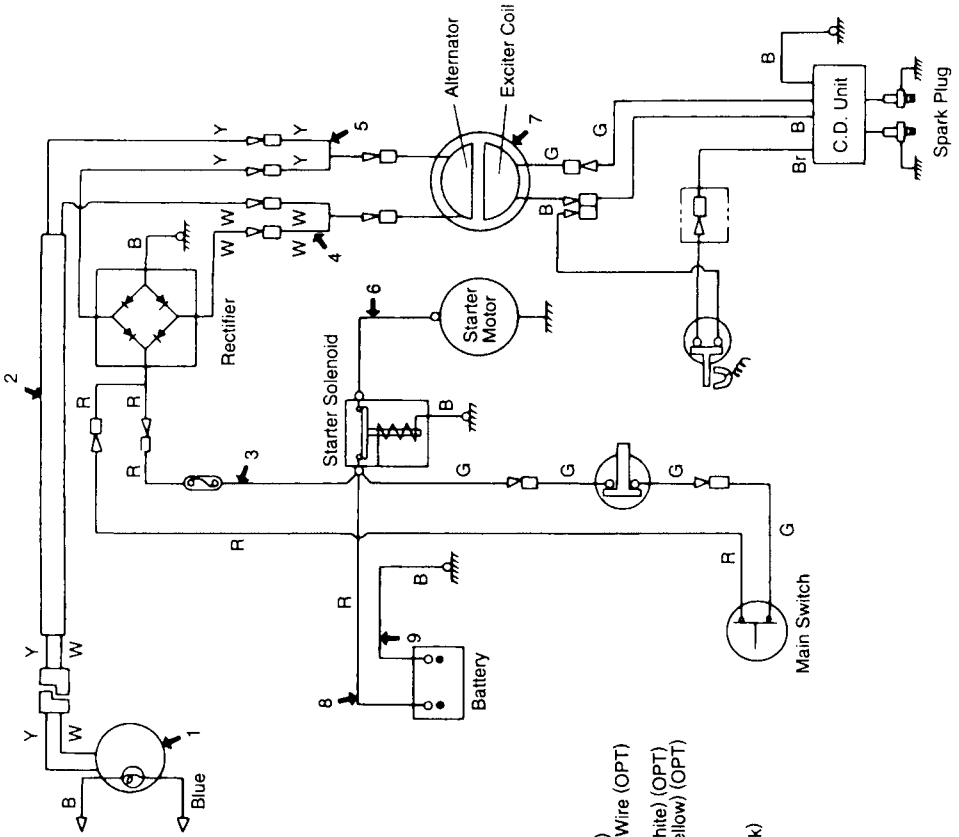 Y
Y
W
W
2
1
B
Blue
R
R
R
R
3
B
Rectifier
Y
Y
Y
Y
5
W
W
W
W
4
Alternator
Exciter Coil
7
G
B
G
6
Starter
Motor
Starter Solenoid
B
G
G
G
G
R
Main Switch
R
8
9
B
Battery
Br
B
B
C.D. Unit
Spark Plug
)
Wire (OPT)
hite) (OPT)
ellow) (OPT)
k)